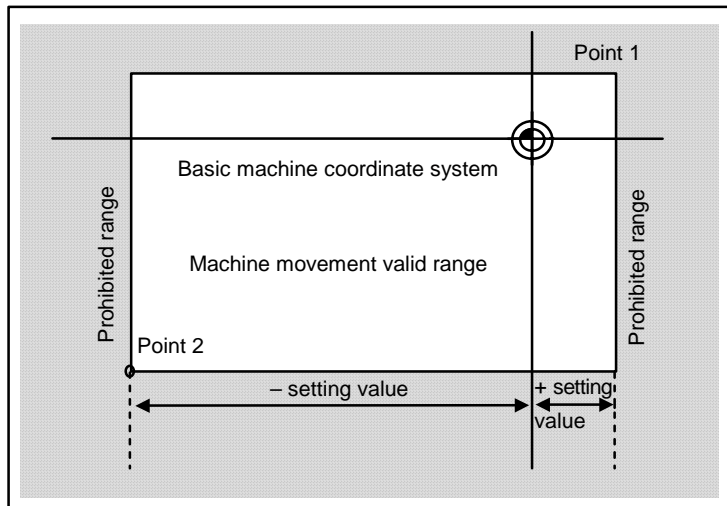 Point 1
Basic machine coordinate system
Prohibited range
Prohibited range
Machine movement valid range
Point 2
– setting value
+ setting
value